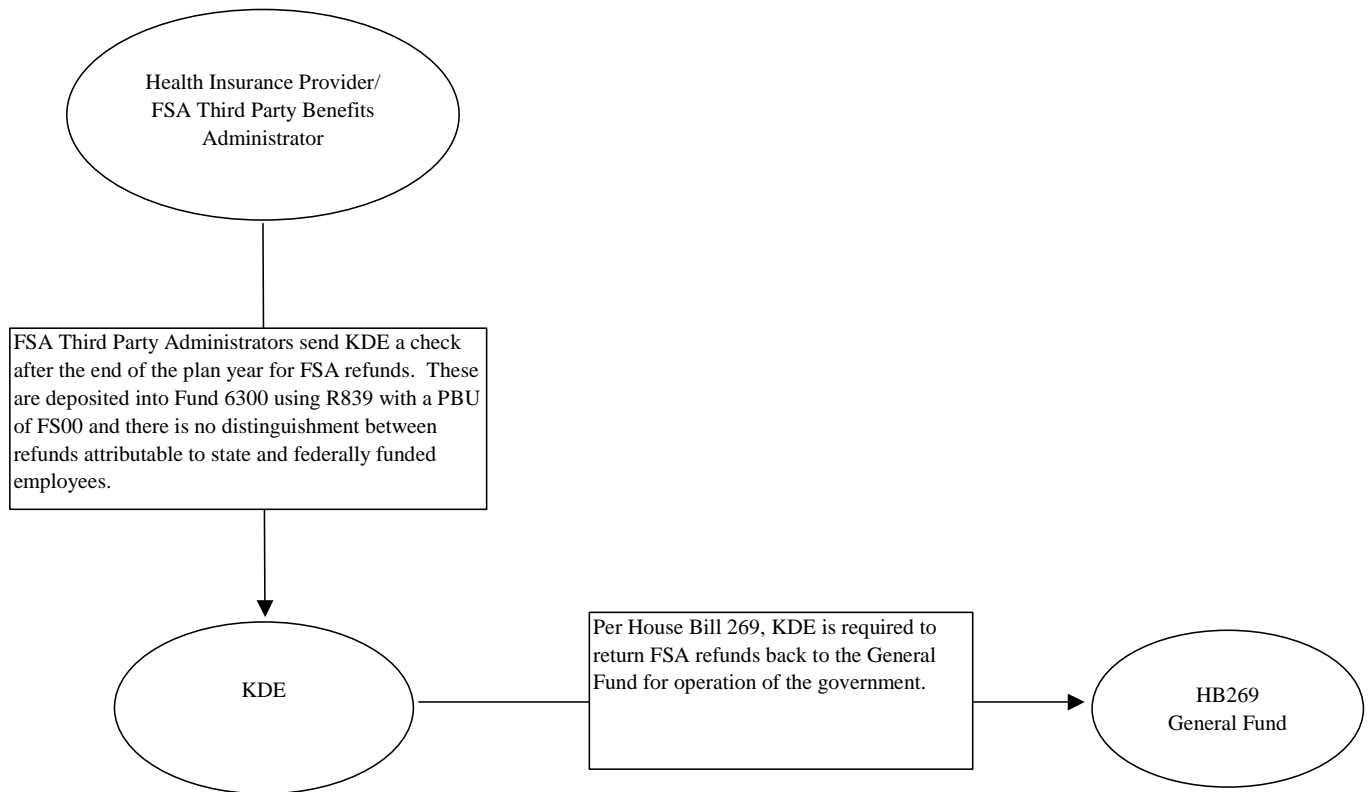 Health Insurance Provider/
FSA Third Party Benefits
Administrator
FSA Third Party Administrators send KDE a check
after the end of the plan year for FSA refunds.  These
are deposited into Fund 6300 using R839 with a PBU
of FS00 and there is no distinguishment between
refunds attributable to state and federally funded
employees.
KDE
Per House Bill 269, KDE is required to
return FSA refunds back to the General
Fund for operation of the government.
HB269
General Fund